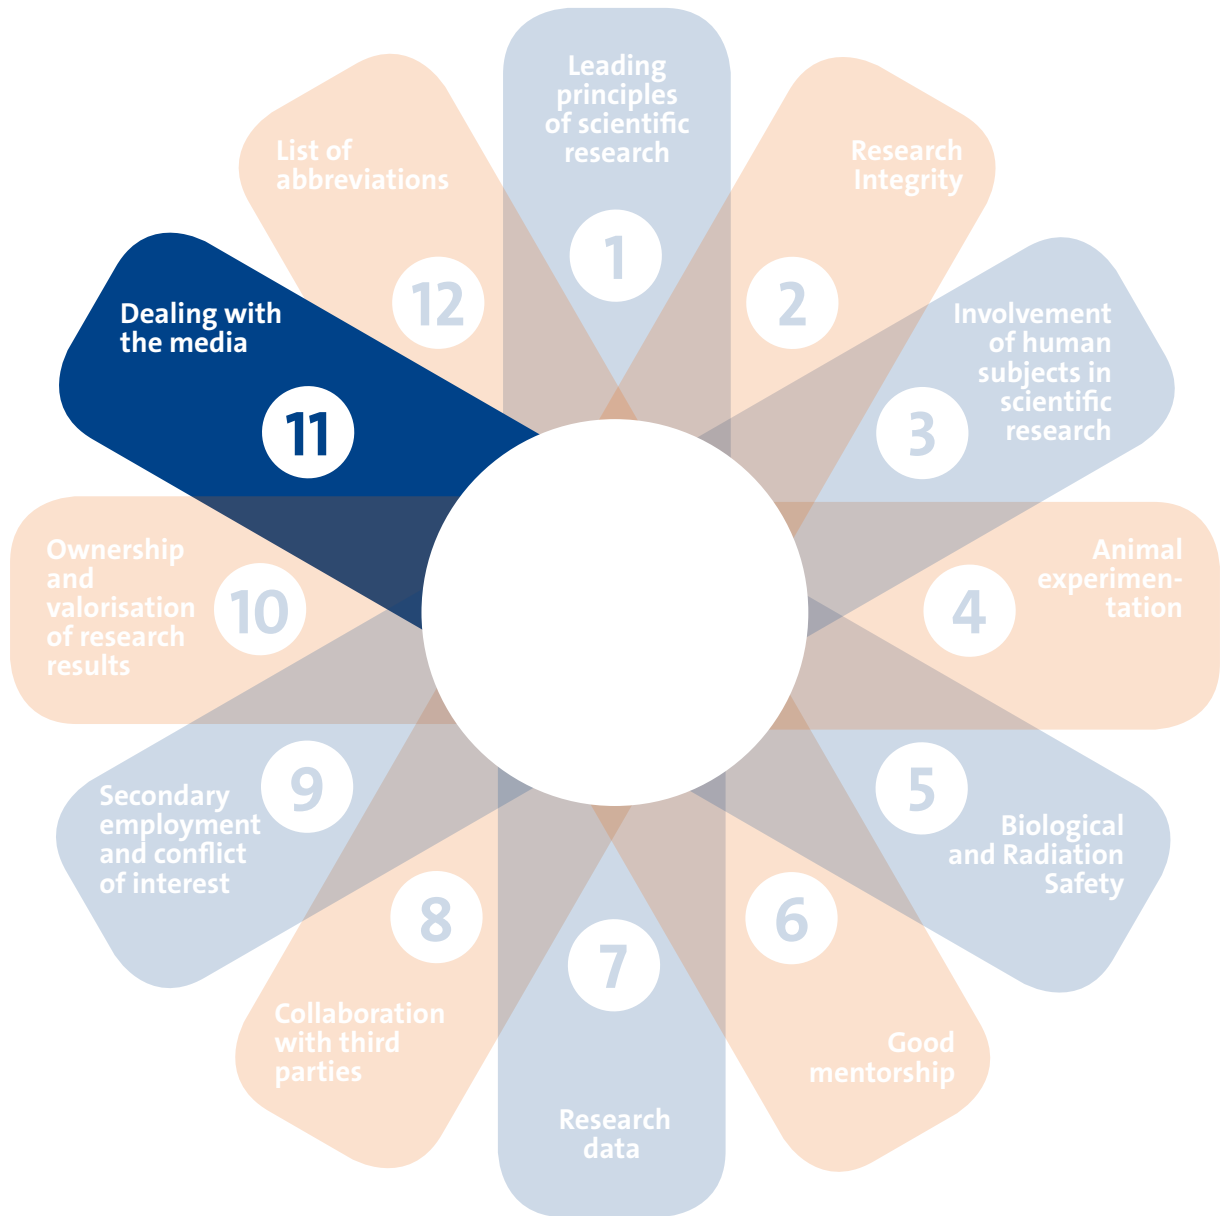 Leading
principles
of scientific
research
1
Research
Integrity
2
Involvement
of human
subjects in
scientific
research
3
Animal
experimen-
tation
4
Biological
and Radiation
Safety
5
Good
mentorship
6
Research
data
7
Collaboration
with third
parties
8
Secondary
employment
and conflict
of interest
9
Ownership
and
valorisation
of research
results
10
Dealing with
the media
11
List of
abbreviations
12